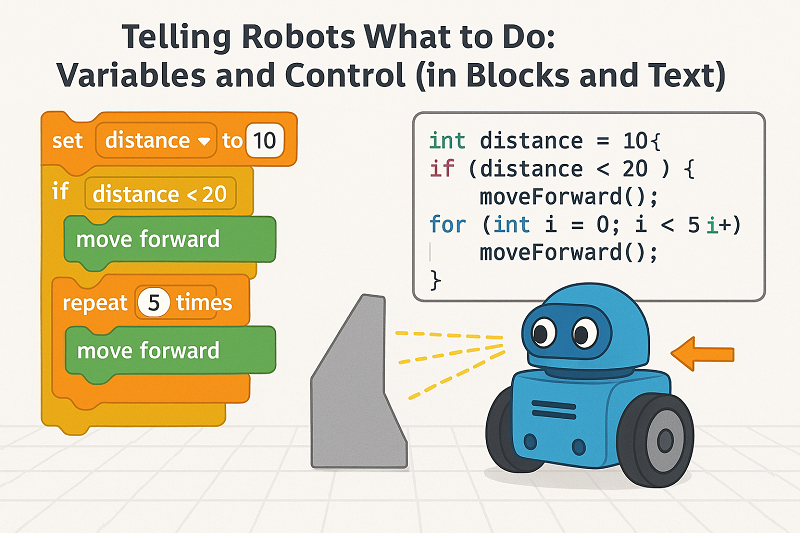 Telling Robots What to Do:
Variables and Control (in Blocks and Text)
set distance to 10
if distance < 20
move forward
repeat 5 times
move forward
int distance = 10{
if (distance < 20 ) {
moveForward();
for (int i = 0; i < 5 i+)
moveForward();
}